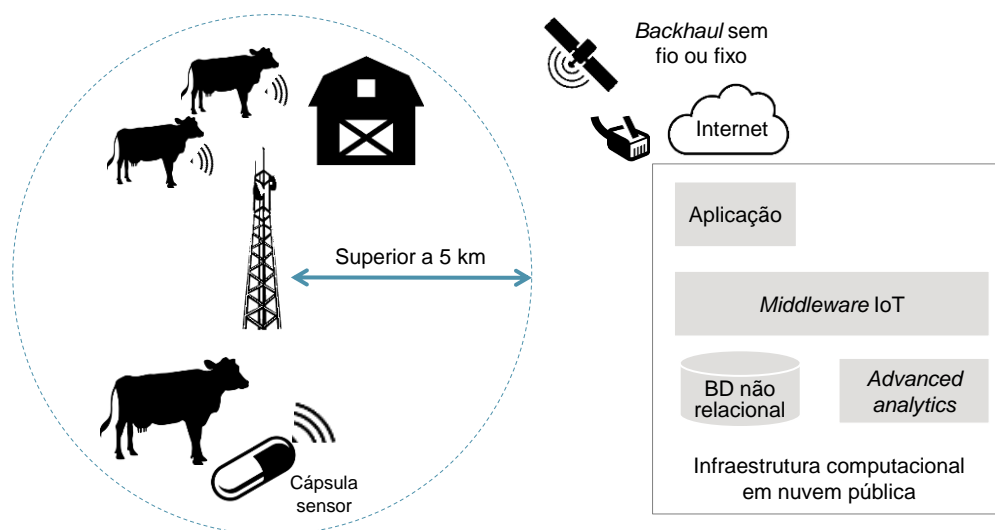 Backhaul sem
fio ou fixo
Internet
Superior a 5 km
Cápsula
sensor
Aplicação
Middleware IoT
BD não
relacional
Advanced
analytics
Infraestrutura computacional
em nuvem pública